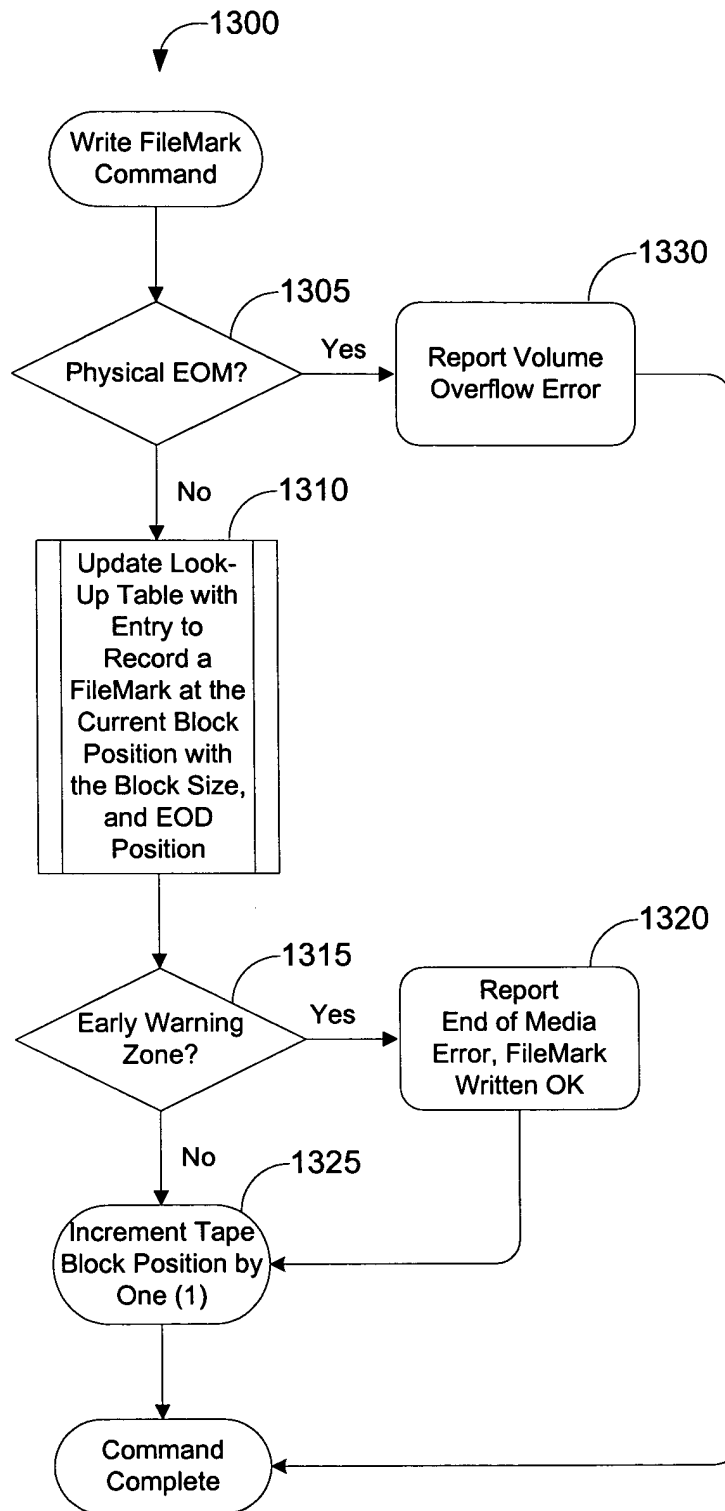 1300
Write FileMark
Command
1305
1330
Physical EOM?
Yes
Report Volume
Overflow Error
No
1310
Update Look-
Up Table with
Entry to
Record a
FileMark at the
Current Block
Position with
the Block Size,
and EOD
Position
1315
1320
Early Warning
Zone?
Yes
Report
End of Media
Error, FileMark
Written OK
No
1325
Increment Tape
Block Position by
One (1)
Command
Complete